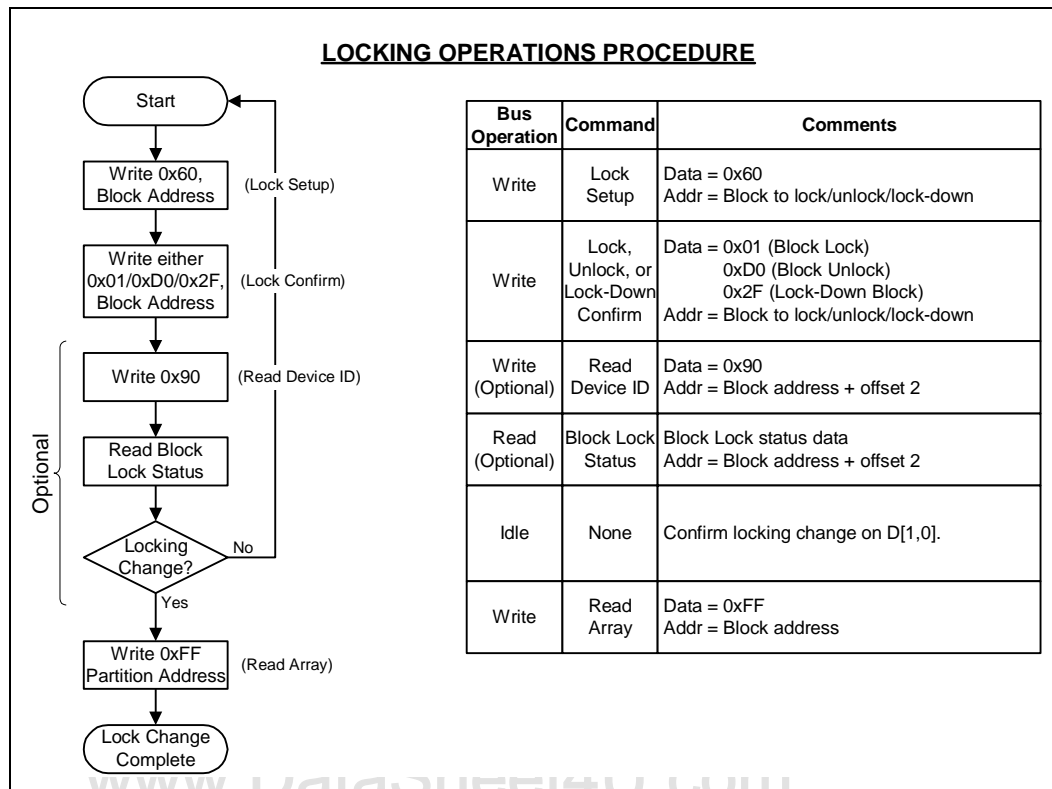 LOCKING OPERATIONS PROCEDURE
Start
Write 0x60,
Block Address
(Lock Setup)
Write either
0x01/0xD0/0x2F,
Block Address
(Lock Confirm)
Optional
Write 0x90
(Read Device ID)
Read Block
Lock Status
Locking
Change?
No
Yes
Write 0xFF
Partition Address
(Read Array)
Lock Change
Complete
Bus
Operation
Command
Comments
Write
Lock
Setup
Data = 0x60
Addr = Block to lock/unlock/lock-down
Write
Lock,
Unlock, or
Lock-Down
Confirm
Data = 0x01 (Block Lock)
0xD0 (Block Unlock)
0x2F (Lock-Down Block)
Addr = Block to lock/unlock/lock-down
Write
(Optional)
Read
Device ID
Data = 0x90
Addr = Block address + offset 2
Read
(Optional)
Block Lock
Status
Block Lock status data
Addr = Block address + offset 2
Idle
None
Confirm locking change on D[1,0].
Write
Read
Array
Data = 0xFF
Addr = Block address
www.DataSheet4U.com